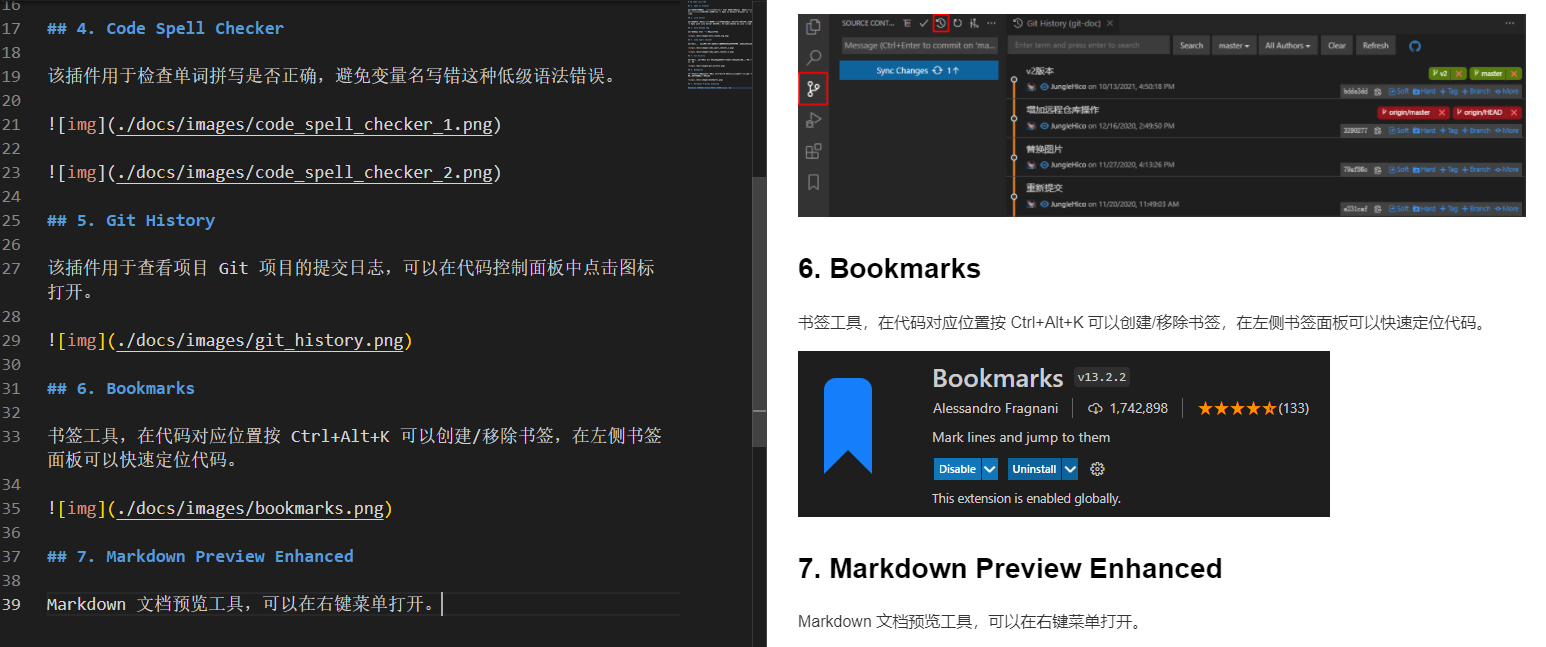 16
17 ## 4. Code Spell Checker
18
19 该插件用于检查单词拼写是否正确，避免变量名写错这种低级语法错误。
20
21 ![img](./docs/images/code_spell_checker_1.png)
22
23 ![img](./docs/images/code_spell_checker_2.png)
24
25 ## 5. Git History
26
27 该插件用于查看项目 Git 项目的提交日志，可以在代码控制面板中点击图标
打开。
28
29 ![img](./docs/images/git_history.png)
30
31 ## 6. Bookmarks
32
33 书签工具，在代码对应位置按 Ctrl+Alt+K 可以创建/移除书签，在左侧书签
面板可以快速定位代码。
34
35 ![img](./docs/images/bookmarks.png)
36
37 ## 7. Markdown Preview Enhanced
38
39 Markdown 文档预览工具，可以在右键菜单打开。
SOURCE CONT...
Message (Ctrl+Enter to commit on 'ma...
Sync Changes 1↑
Git History (git-doc)
Enter term and press enter to search Search master All Authors Clear Refresh
v2版本
v2 master
JungleHico on 10/13/2021, 4:50:18 PM
Soft Hard +Tag +Branch More
增加远程仓库操作
origin/master origin/HEAD
JungleHico on 12/16/2020, 2:49:50 PM
3290277 Soft Hard +Tag +Branch More
替换图片
JungleHico on 11/27/2020, 4:13:26 PM
Soft Hard +Tag +Branch More
重新提交
JungleHico on 11/20/2020, 11:49:03 AM
Soft Hard +Tag +Branch More
6. Bookmarks
书签工具，在代码对应位置按 Ctrl+Alt+K 可以创建/移除书签，在左侧书签面板可以快速定位代码。
Bookmarks v13.2.2
Alessandro Fragnani 1,742,898 (133)
Mark lines and jump to them
Disable Uninstall
This extension is enabled globally.
7. Markdown Preview Enhanced
Markdown 文档预览工具，可以在右键菜单打开。